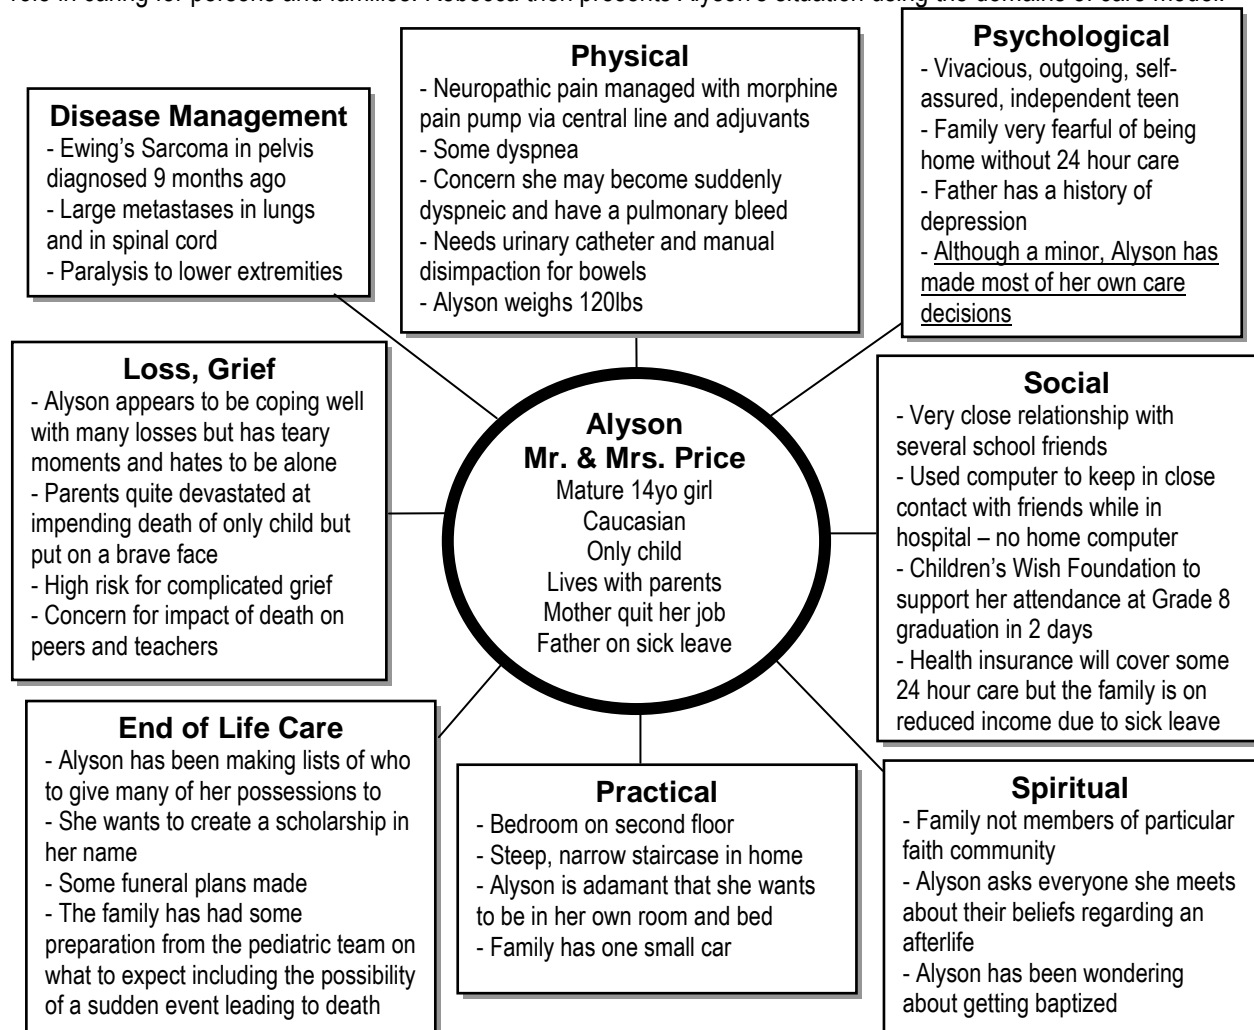 role in caring for persons and families. Rebecca then presents Alyson's situation using the domains of care model.
Disease Management
- Ewing's Sarcoma in pelvis
diagnosed 9 months ago
- Large metastases in lungs
and in spinal cord
- Paralysis to lower extremities
Physical
- Neuropathic pain managed with morphine
pain pump via central line and adjuvants
- Some dyspnea
- Concern she may become suddenly
dyspneic and have a pulmonary bleed
- Needs urinary catheter and manual
disimpaction for bowels
- Alyson weighs 120lbs
Psychological
- Vivacious, outgoing, self-
assured, independent teen
- Family very fearful of being
home without 24 hour care
- Father has a history of
depression
- Although a minor, Alyson has
made most of her own care
decisions
Loss, Grief
- Alyson appears to be coping well
with many losses but has teary
moments and hates to be alone
- Parents quite devastated at
impending death of only child but
put on a brave face
- High risk for complicated grief
- Concern for impact of death on
peers and teachers
Alyson
Mr. & Mrs. Price
Mature 14yo girl
Caucasian
Only child
Lives with parents
Mother quit her job
Father on sick leave
Social
- Very close relationship with
several school friends
- Used computer to keep in close
contact with friends while in
hospital – no home computer
- Children's Wish Foundation to
support her attendance at Grade 8
graduation in 2 days
- Health insurance will cover some
24 hour care but the family is on
reduced income due to sick leave
End of Life Care
- Alyson has been making lists of who
to give many of her possessions to
- She wants to create a scholarship in
her name
- Some funeral plans made
- The family has had some
preparation from the pediatric team on
what to expect including the possibility
of a sudden event leading to death
Practical
- Bedroom on second floor
- Steep, narrow staircase in home
- Alyson is adamant that she wants
to be in her own room and bed
- Family has one small car
Spiritual
- Family not members of particular
faith community
- Alyson asks everyone she meets
about their beliefs regarding an
afterlife
- Alyson has been wondering
about getting baptized